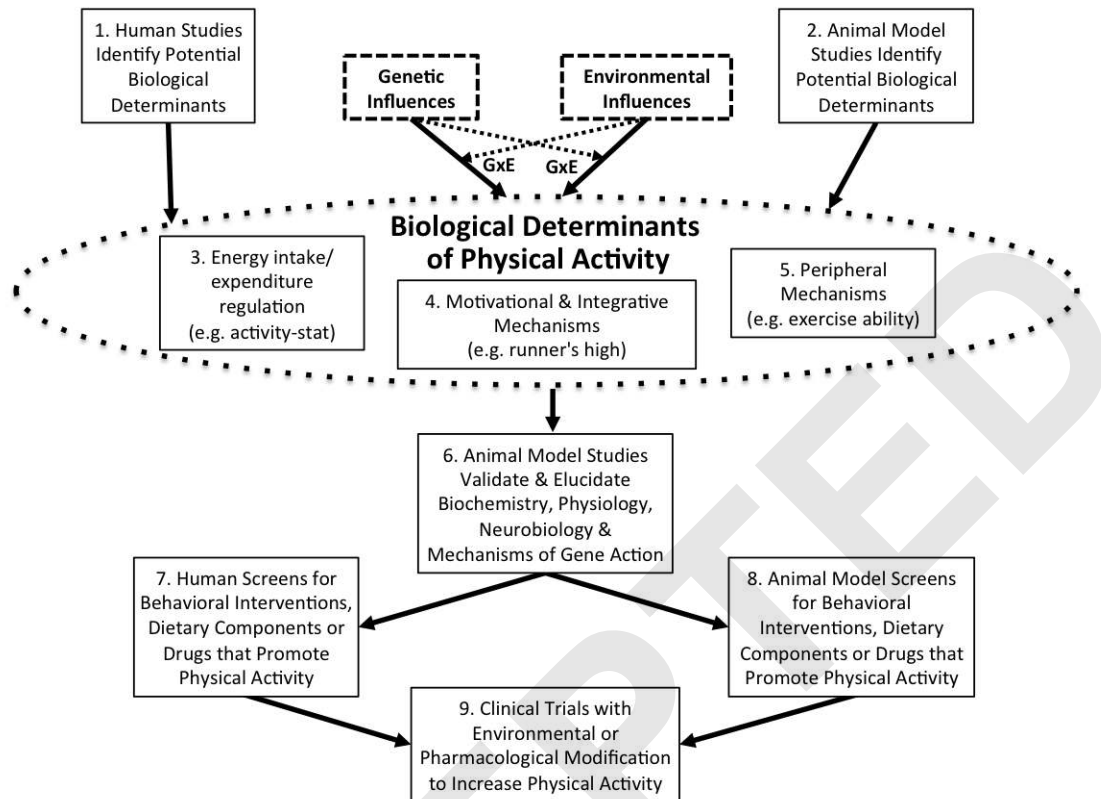 1. Human Studies
Identify Potential
Biological
Determinants
Genetic
Influences
Environmental
Influences
2. Animal Model
Studies Identify
Potential Biological
Determinants
GxE
GxE
Biological Determinants
of Physical Activity
3. Energy intake/
expenditure
regulation
(e.g. activity-stat)
4. Motivational & Integrative
Mechanisms
(e.g. runner's high)
5. Peripheral
Mechanisms
(e.g. exercise ability)
6. Animal Model Studies
Validate & Elucidate
Biochemistry, Physiology,
Neurobiology &
Mechanisms of Gene Action
7. Human Screens for
Behavioral Interventions,
Dietary Components or
Drugs that Promote
Physical Activity
8. Animal Model Screens
for Behavioral
Interventions, Dietary
Components or Drugs that
Promote Physical Activity
9. Clinical Trials with
Environmental or
Pharmacological Modification
to Increase Physical Activity
PTED